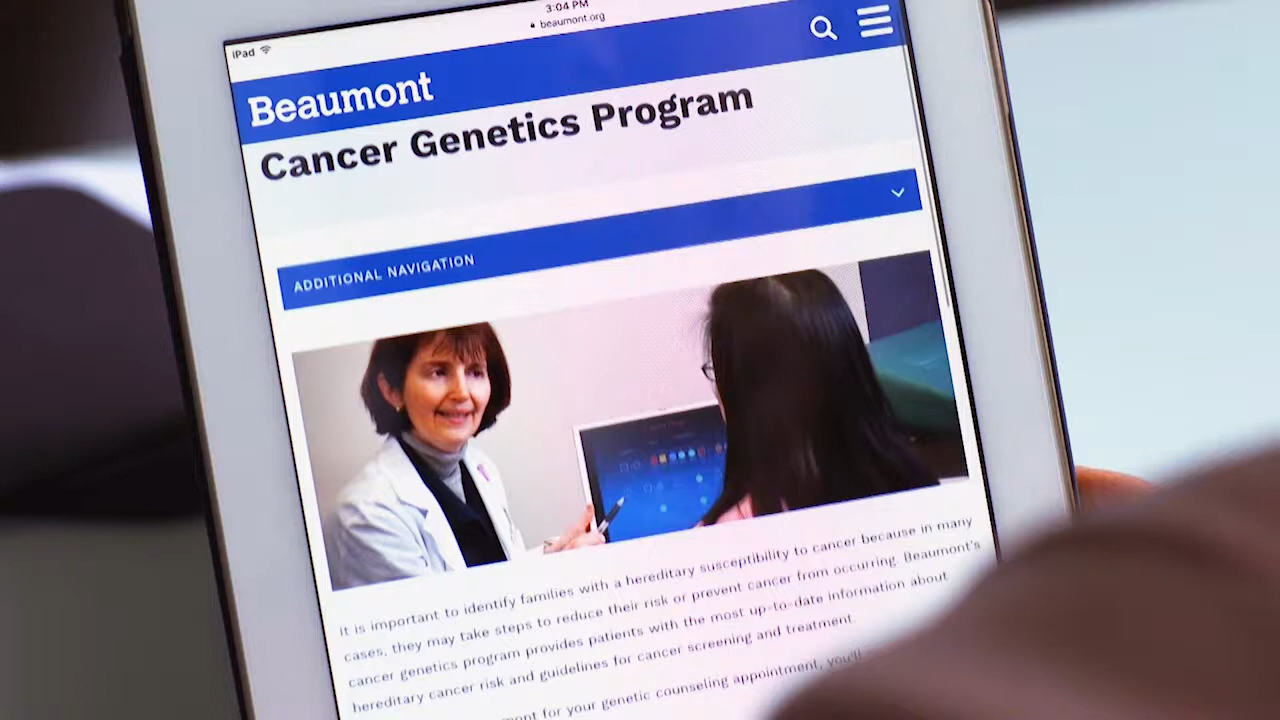 3:04 PM
iPad
beaumont.org
Beaumont
Cancer Genetics Program
ADDITIONAL NAVIGATION
It is important to identify families with a hereditary susceptibility to cancer because in many
cases, they may take steps to reduce their risk or prevent cancer from occurring. Beaumont's
cancer genetics program provides patients with the most up-to-date information about
hereditary cancer risk and guidelines for cancer screening and treatment.
for your genetic counseling appointment, you'll